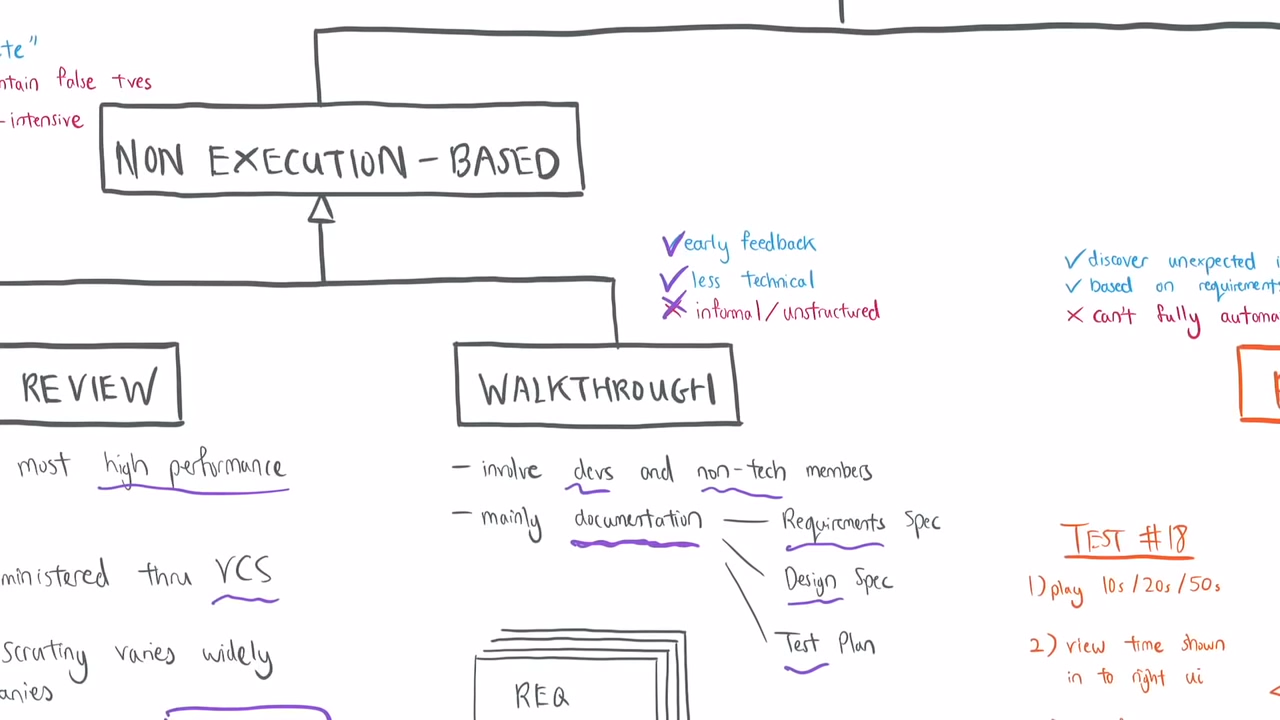 te"
ntain false tves
-intensive
NON EXECUTION-BASED
✓early feedback
✓less technical
✗ informal/unstructured
✓discover unexpected
✓based on requirements
✗ can't fully automa
REVIEW
WALKTHROUGH
most high performance
- involve devs and non-tech members
- mainly documentation — Requirements Spec
Design Spec
Test Plan
ministered thru VCS
scrutiny varies widely
anies
REQ
TEST #18
1) play 10s/20s/50s
2) view time shown
in to right ui